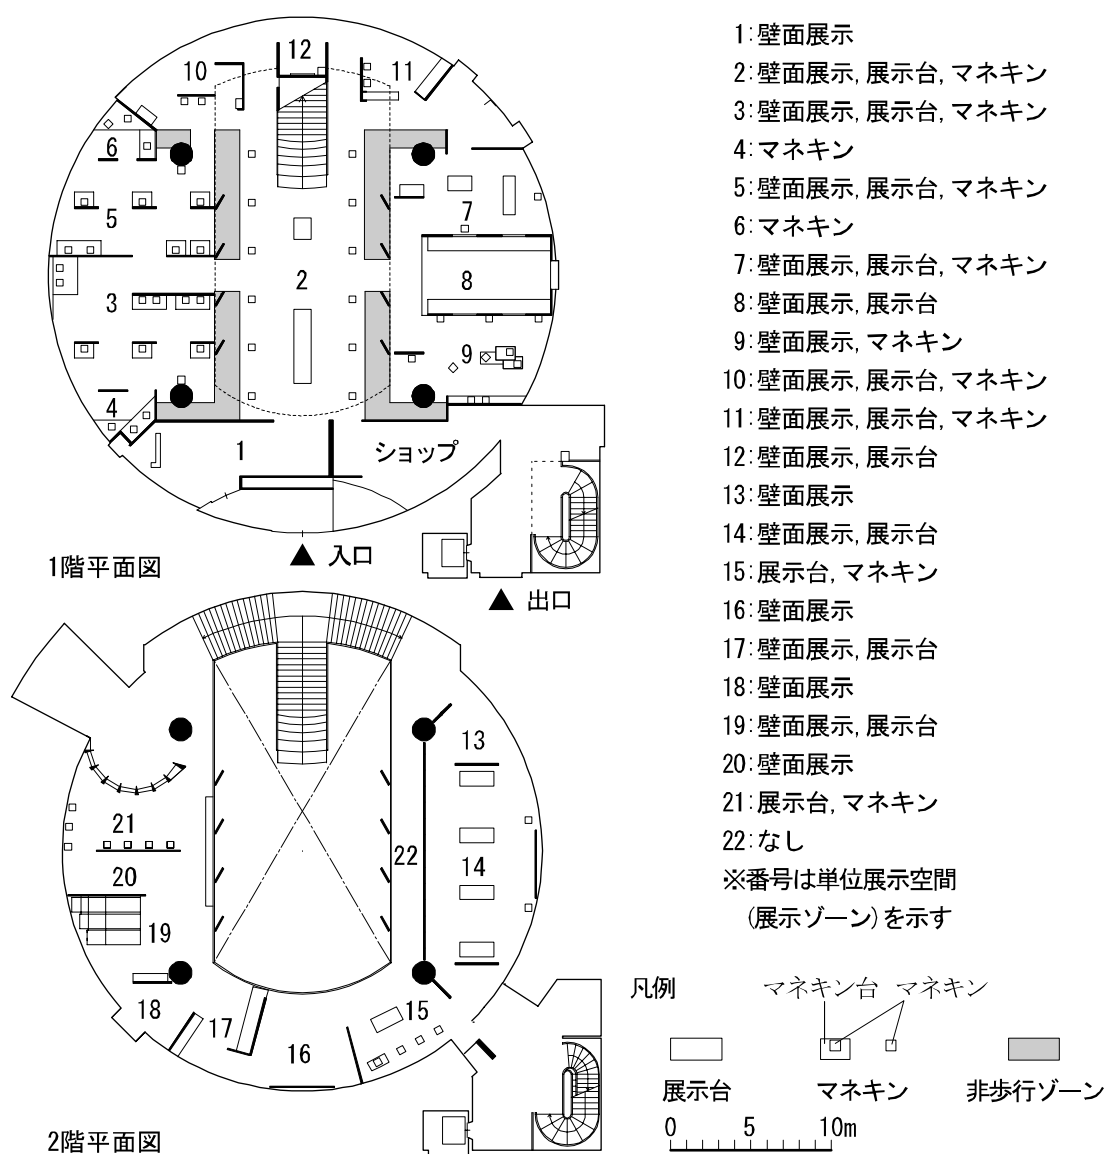 12
10
11
6
5
7
2
8
3
9
4
1
ショップ
1階平面図
▲ 入口
▲ 出口
13
21
22
14
20
19
18
17
15
16
2階平面図
1:壁面展示
2:壁面展示, 展示台, マネキン
3:壁面展示, 展示台, マネキン
4:マネキン
5:壁面展示, 展示台, マネキン
6:マネキン
7:壁面展示, 展示台, マネキン
8:壁面展示, 展示台
9:壁面展示, マネキン
10:壁面展示, 展示台, マネキン
11:壁面展示, 展示台, マネキン
12:壁面展示, 展示台
13:壁面展示
14:壁面展示, 展示台
15:展示台, マネキン
16:壁面展示
17:壁面展示, 展示台
18:壁面展示
19:壁面展示, 展示台
20:壁面展示
21:展示台, マネキン
22:なし
※番号は単位展示空間
(展示ゾーン)を示す
凡例
マネキン台 マネキン
展示台 マネキン 非歩行ゾーン
0 5 10m